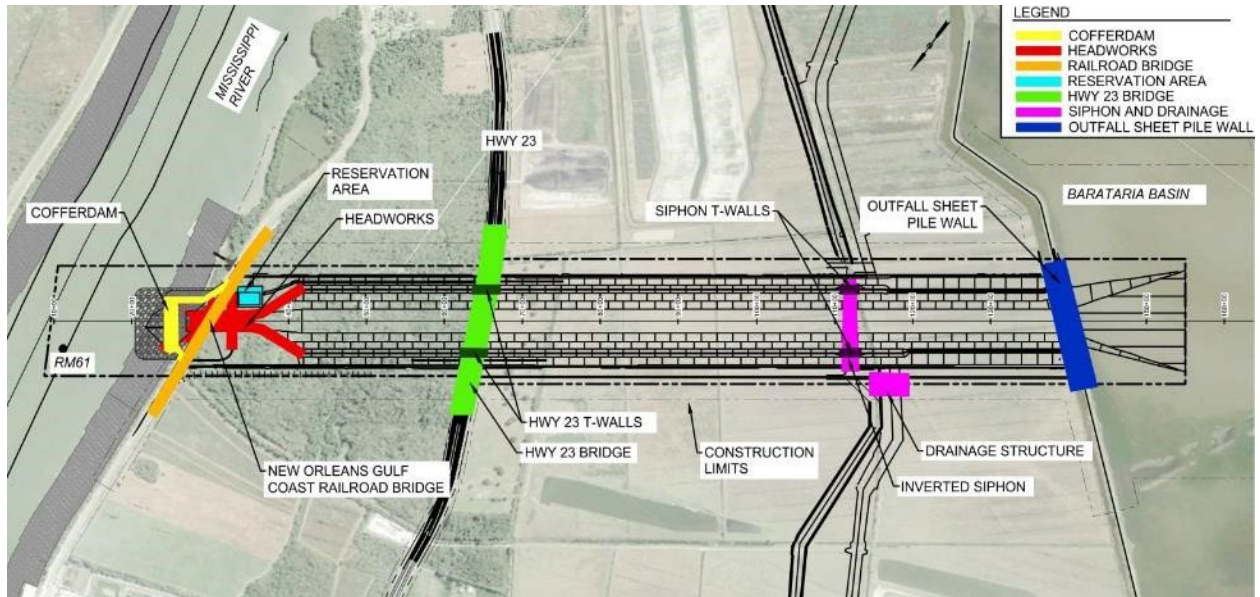 LEGEND
COFFERDAM
HEADWORKS
RAILROAD BRIDGE
RESERVATION AREA
HWY 23 BRIDGE
SIPHON AND DRAINAGE
OUTFALL SHEET PILE WALL
MISSISSIPPI
RIVER
HWY 23
RESERVATION
AREA
HEADWORKS
COFFERDAM
SIPHON T-WALLS
OUTFALL SHEET
PILE WALL
BARATARIA BASIN
RM61
HWY 23 T-WALLS
HWY 23 BRIDGE
NEW ORLEANS GULF
COAST RAILROAD BRIDGE
CONSTRUCTION
LIMITS
DRAINAGE STRUCTURE
INVERTED SIPHON